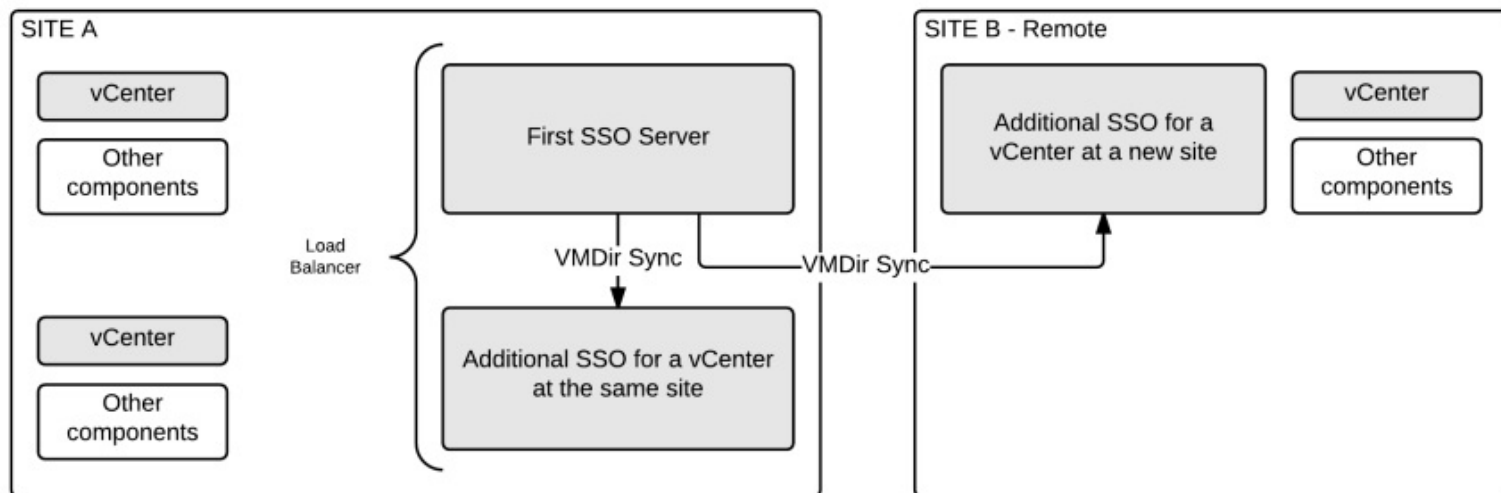 SITE A
vCenter
Other
components
Load
Balancer
First SSO Server
VMDir Sync
Additional SSO for a vCenter
at the same site
vCenter
Other
components
VMDir Sync
SITE B - Remote
Additional SSO for a
vCenter at a new site
vCenter
Other
components